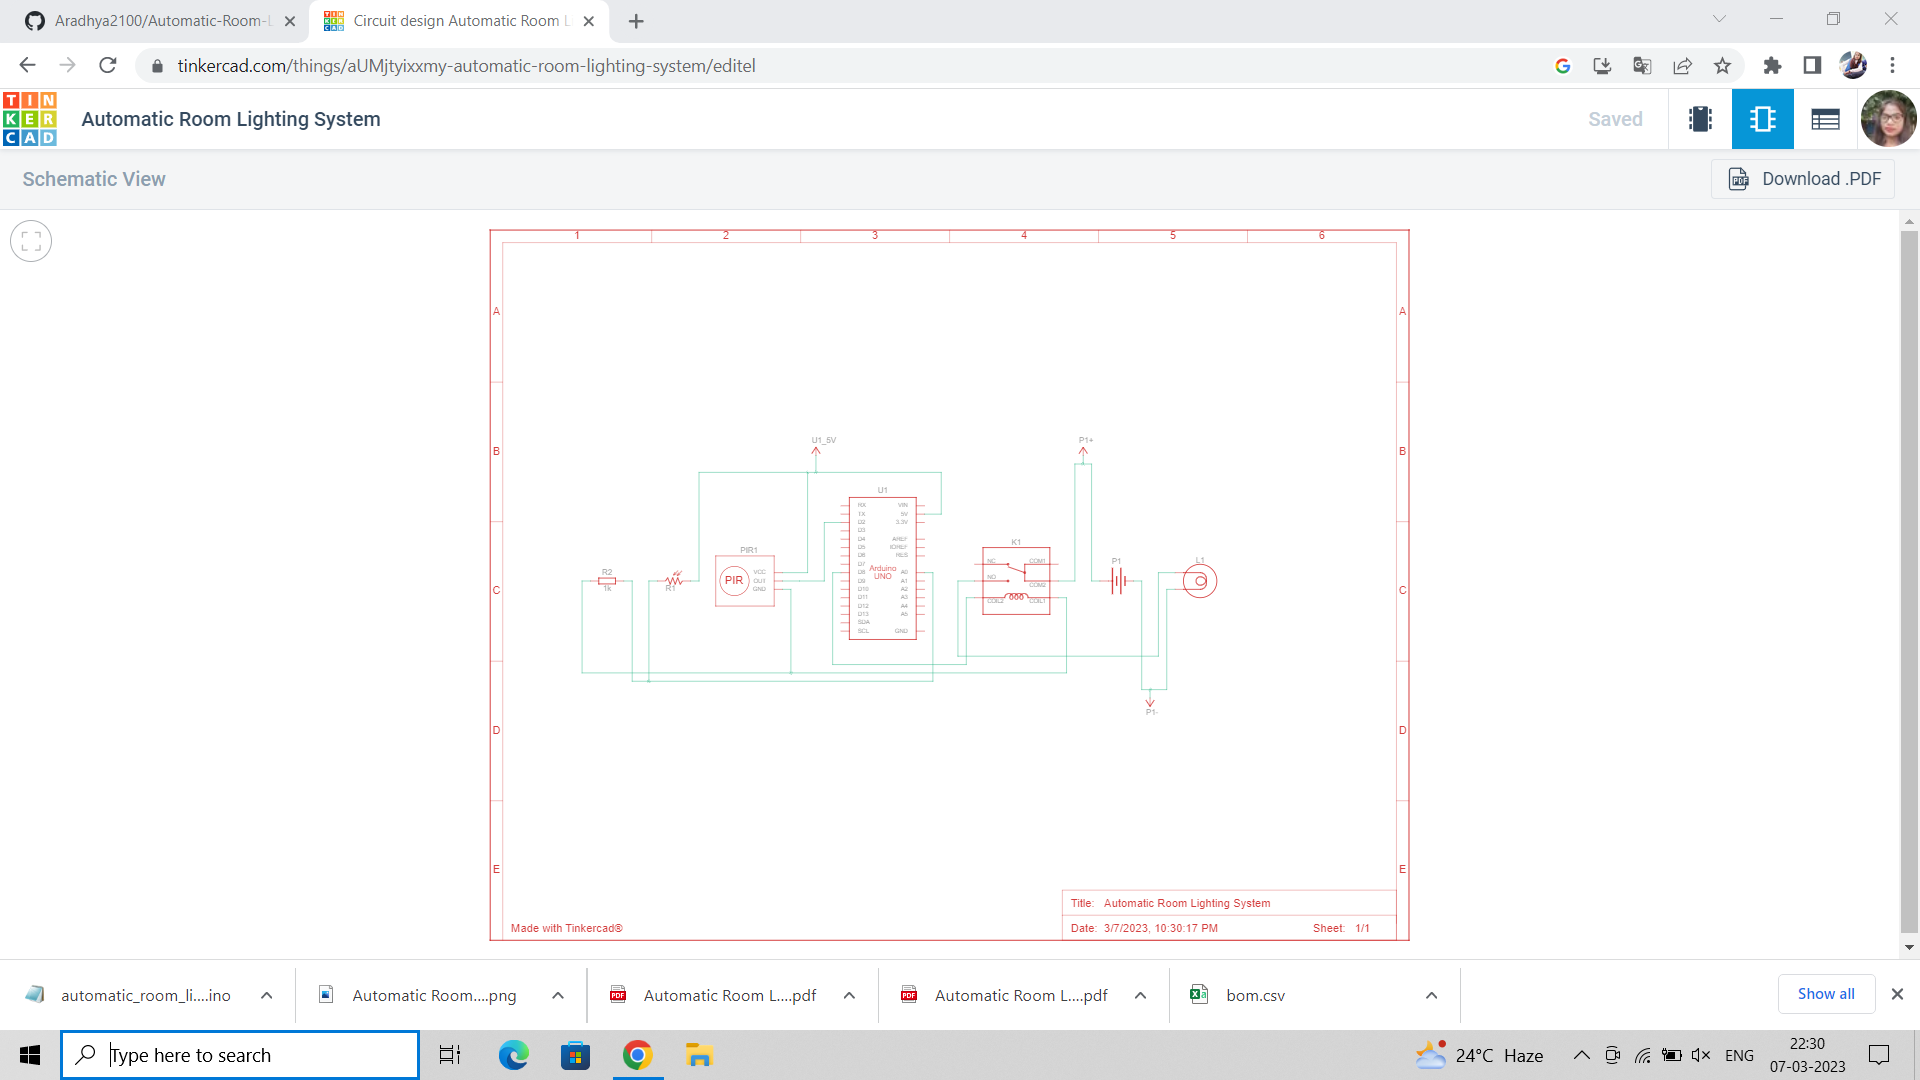 Aradhya2100/Automatic-Room-L
Circuit design Automatic Room L
tinkercad.com/things/aUMjtyixxmy-automatic-room-lighting-system/editel
TIN
KER
CAD
Automatic Room Lighting System
Saved
Schematic View
PDF
Download .PDF
1 2 3 4 5 6
A A
B B
C C
D D
E E
U1_5V
P1+
U1
RX
TX
D2
D3
D4
D5
D6
D7
D8
D9
D10
D11
D12
D13
SDA
SCL
VIN
5V
3.3V
AREF
IOREF
RES
A0
A1
A2
A3
A4
A5
GND
Arduino
UNO
R2
1k
R1
PIR1
PIR
VCC
OUT
GND
K1
NC
NO
COIL2
COM1
COM2
COIL1
P1
L1
P1-
Title: Automatic Room Lighting System
Date: 3/7/2023, 10:30:17 PM Sheet: 1/1
Made with Tinkercad®
automatic_room_li....ino
Automatic Room....png
PDF
Automatic Room L....pdf
PDF
Automatic Room L....pdf
bom.csv
Show all
Type here to search
24°C Haze
ENG
22:30
07-03-2023